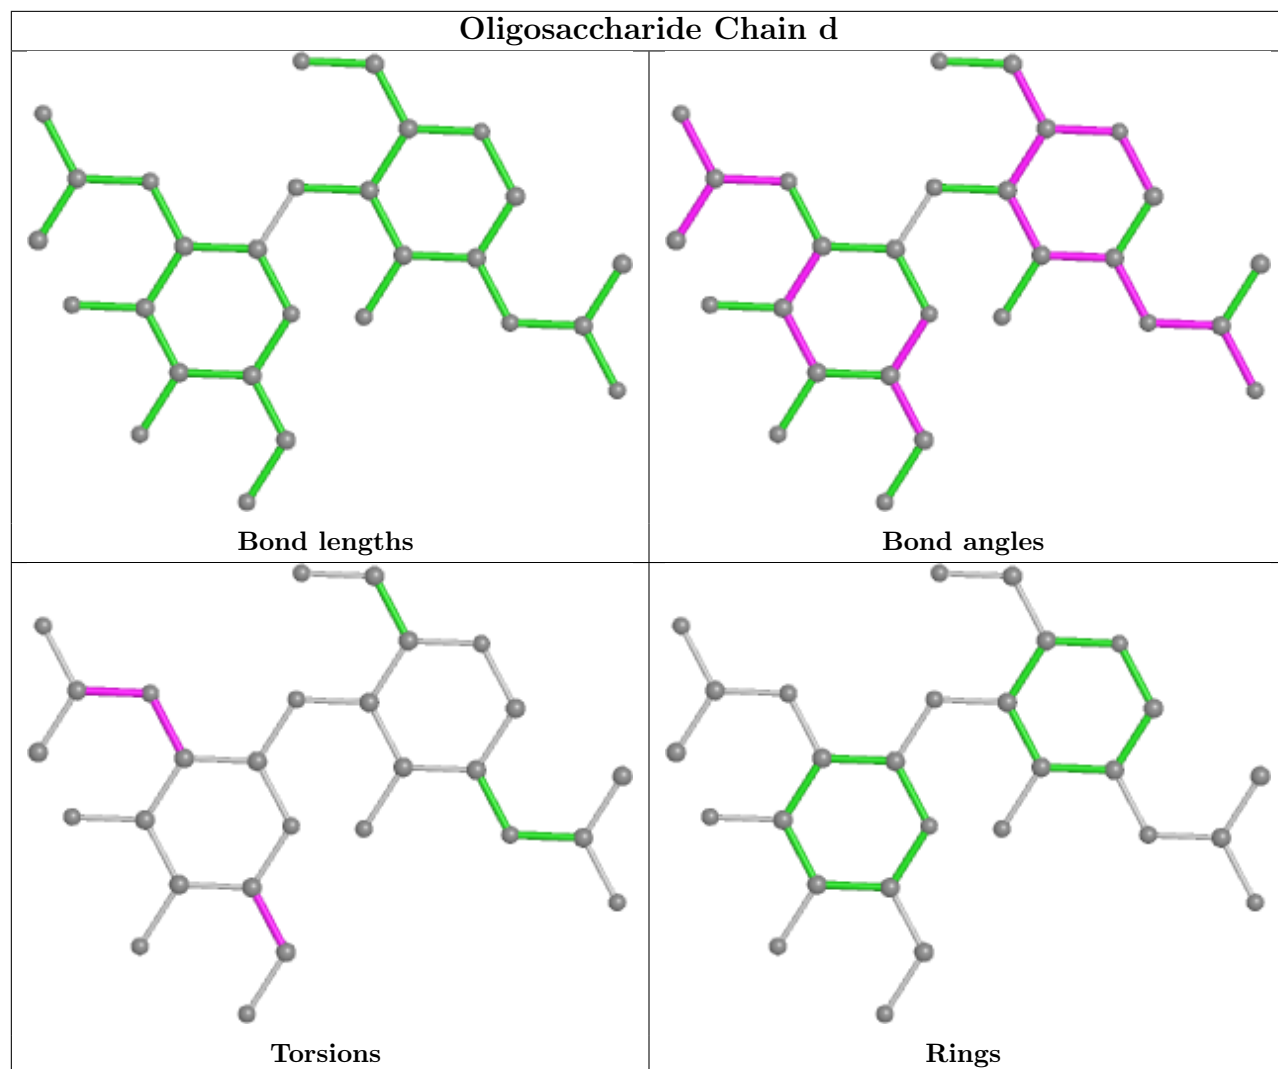 Oligosaccharide Chain d
Bond lengths
Bond angles
Torsions
Rings